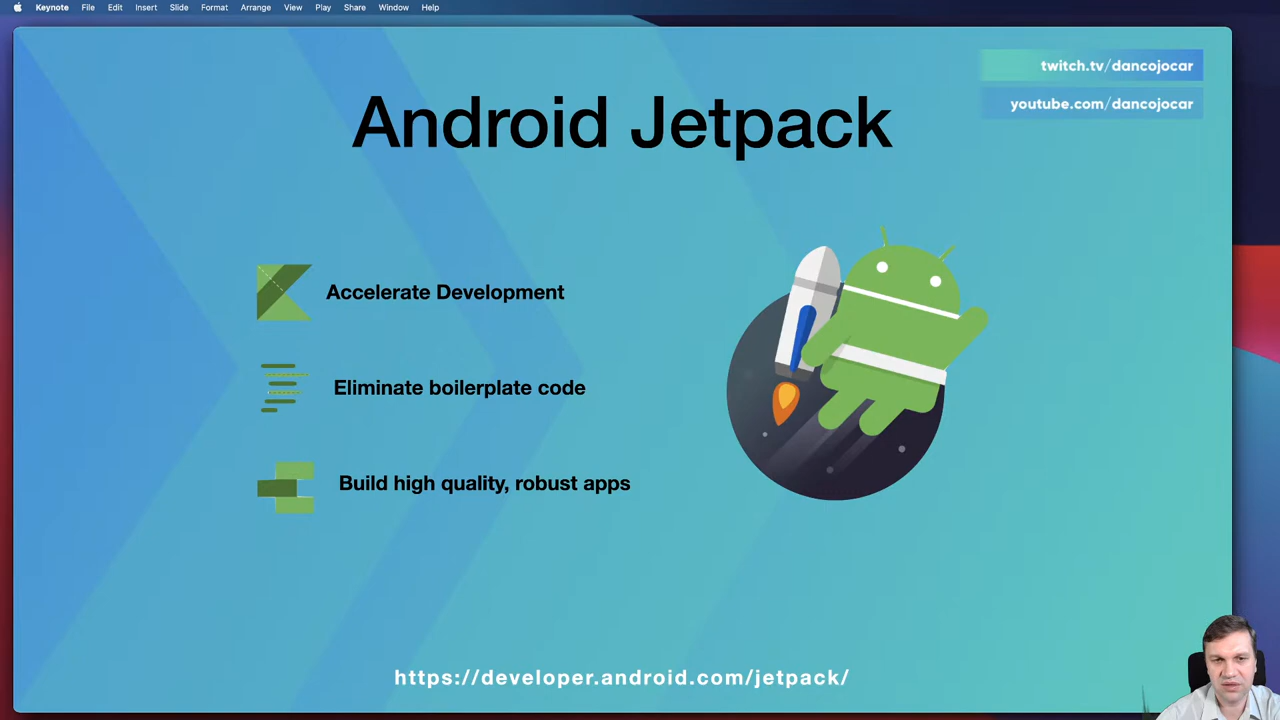 Keynote File Edit Insert Slide Format Arrange View Play Share Window Help
twitch.tv/dancojocar
youtube.com/dancojocar
Android Jetpack
Accelerate Development
Eliminate boilerplate code
Build high quality, robust apps
https://developer.android.com/jetpack/